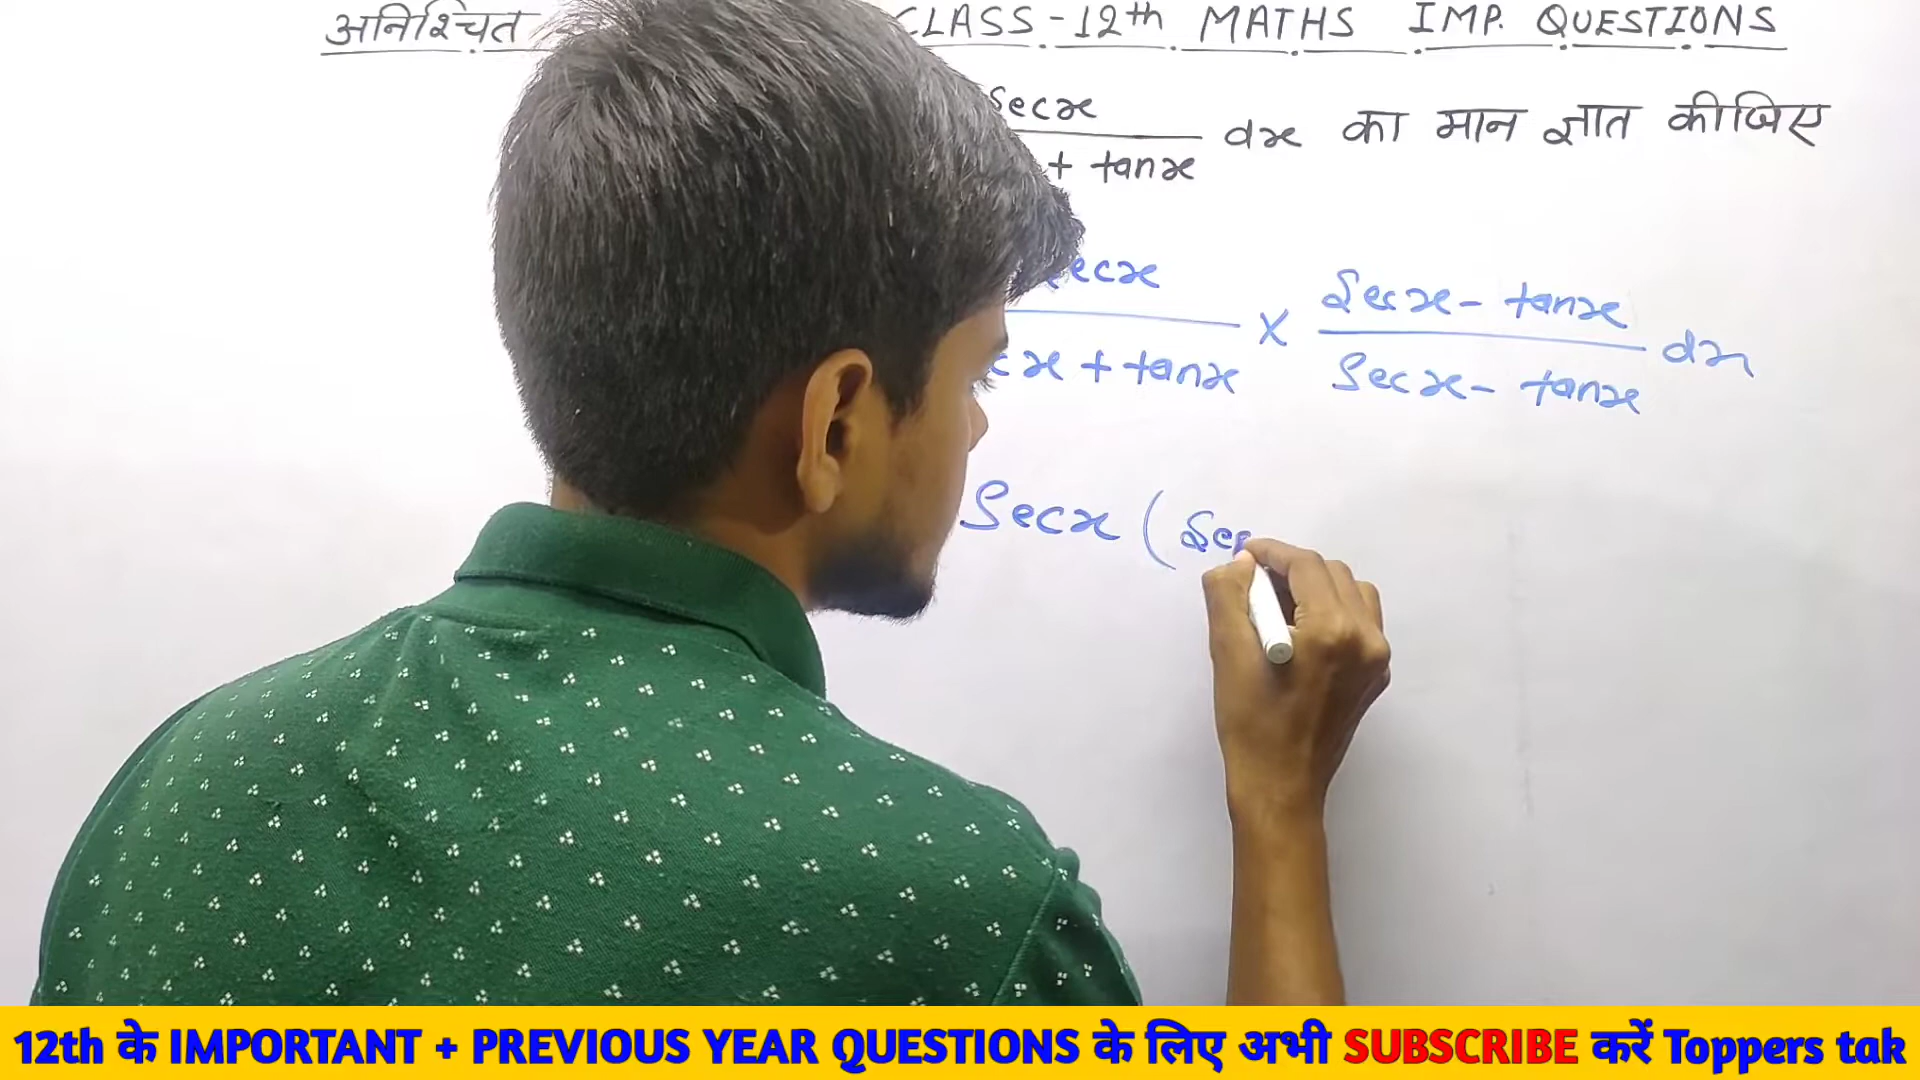 अनिश्चित CLASS-12th MATHS IMP. QUESTIONS
secx
dx का मान ज्ञात कीजिए
+ tanx
secx Secx - tanx
X dx
x + tanx Secx - tanx
Secx ( Sec
12th के IMPORTANT + PREVIOUS YEAR QUESTIONS के लिए अभी SUBSCRIBE करें Toppers tak